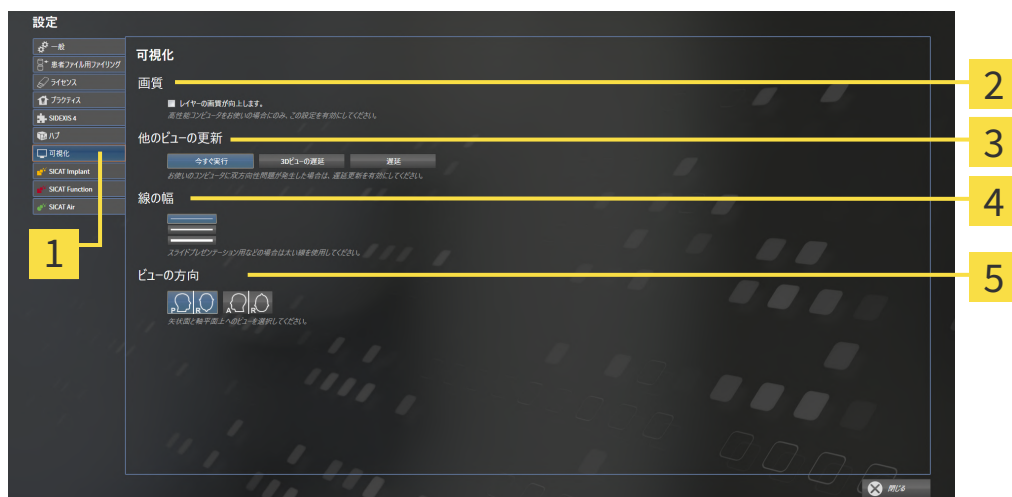 設定
一般
患者ファイル用ファイリング
ライセンス
プラクティス
SIDEXIS 4
ハブ
可視化
SICAT Implant
SICAT Function
SICAT Air
1
可視化
画質
2
レイヤーの画質が向上します。
高性能コンピュータをお使いの場合にのみ、この設定を有効にしてください。
他のビューの更新
3
今すぐ実行 3Dビューの遅延 遅延
お使いのコンピュータに双方向性問題が発生した場合は、遅延更新を有効にしてください。
線の幅
4
スライドプレゼンテーション用などの場合は太い線を使用してください。
ビューの方向
5
P R A R
矢状面と軸平面上へのビューを選択してください。
閉じる